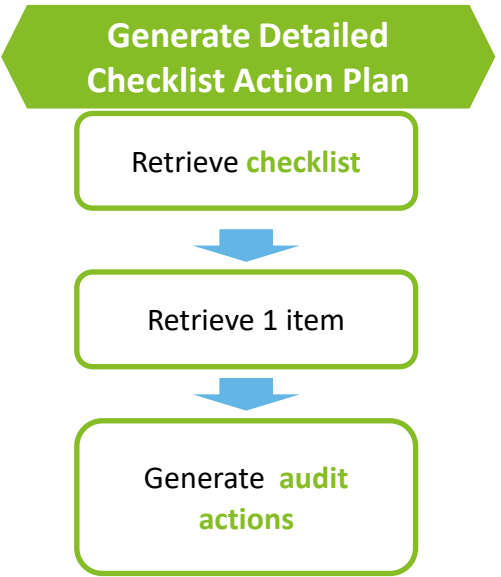 Generate Detailed
Checklist Action Plan
Retrieve checklist
Retrieve 1 item
Generate audit
actions